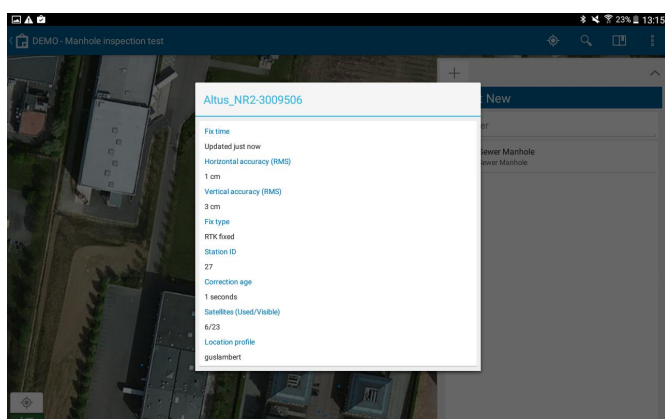 23% 13:15
DEMO - Manhole inspection test
Altus_NR2-3009506
Fix time
Updated just now
Horizontal accuracy (RMS)
1 cm
Vertical accuracy (RMS)
3 cm
Fix type
RTK fixed
Station ID
27
Correction age
1 seconds
Satellites (Used/Visible)
6/23
Location profile
guslambert
New
Sewer Manhole
Sewer Manhole